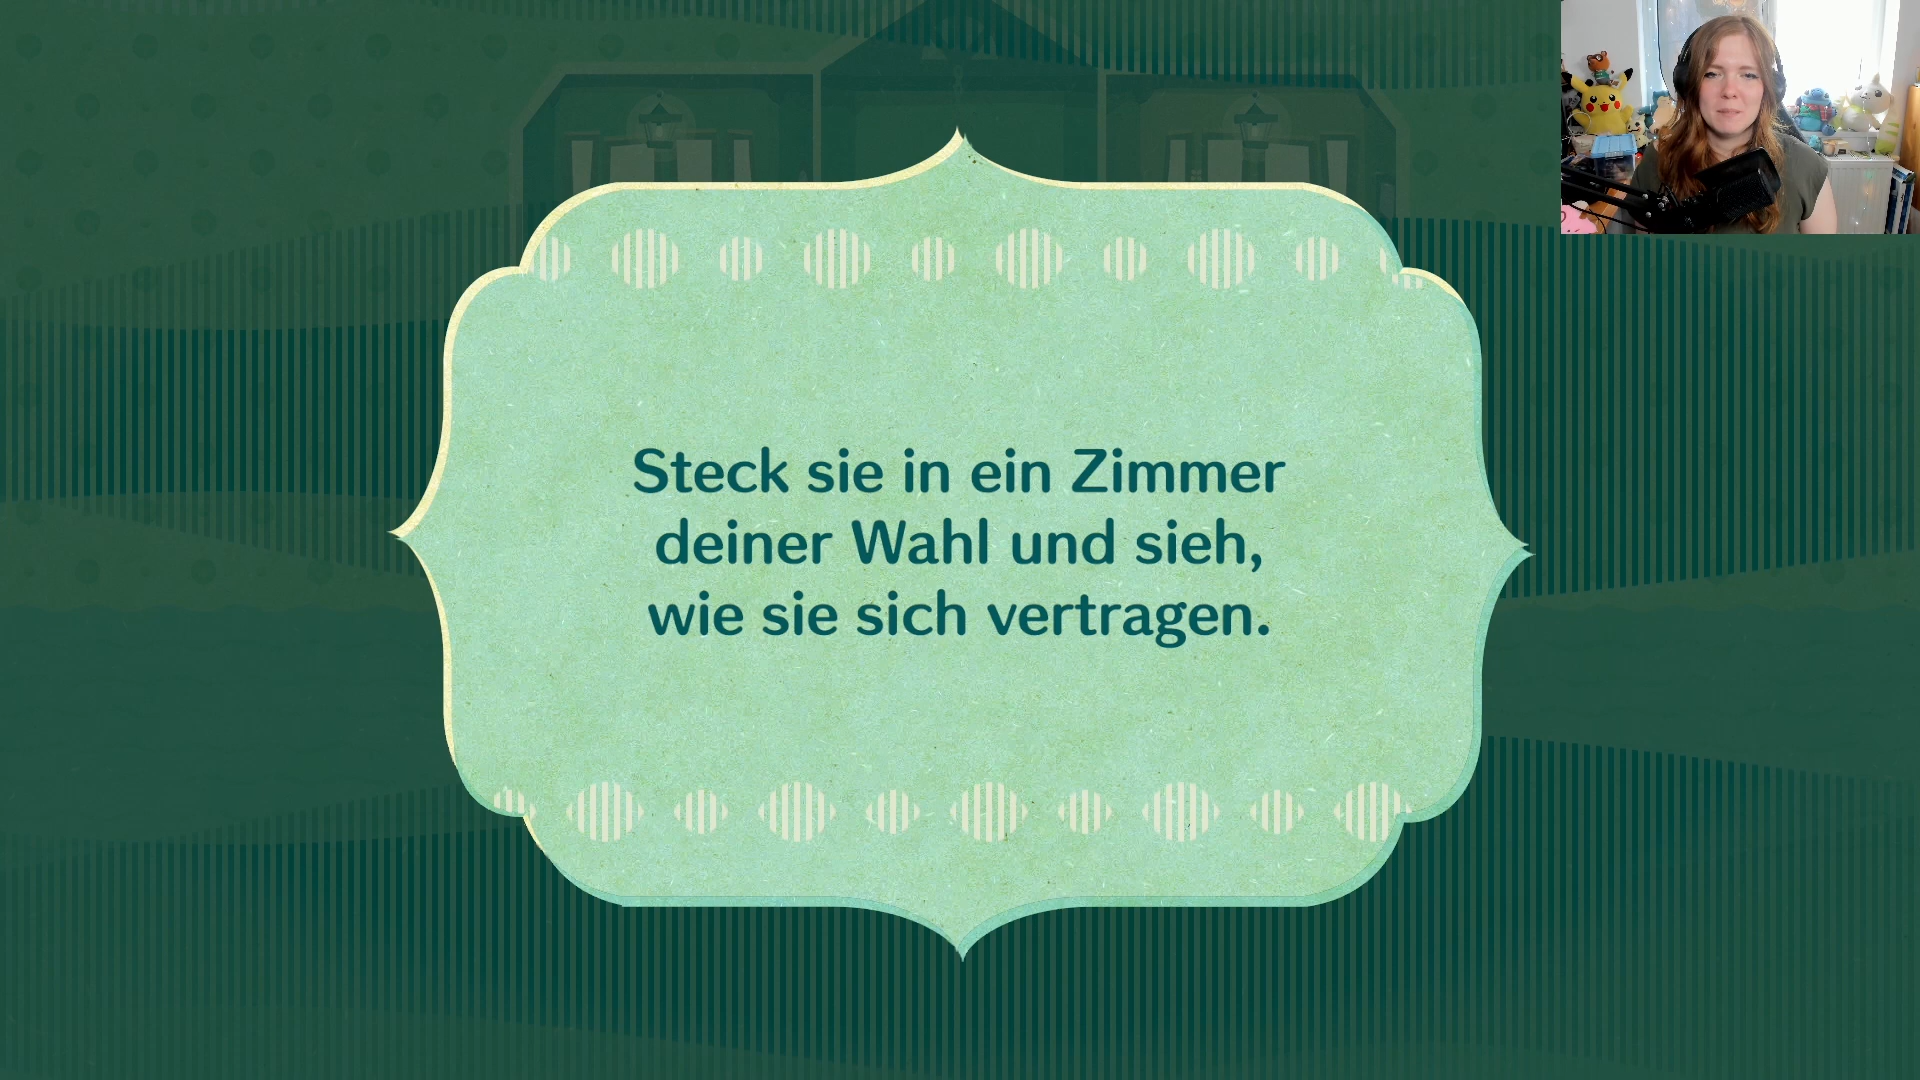 Steck sie in ein Zimmer
deiner Wahl und sieh,
wie sie sich vertragen.